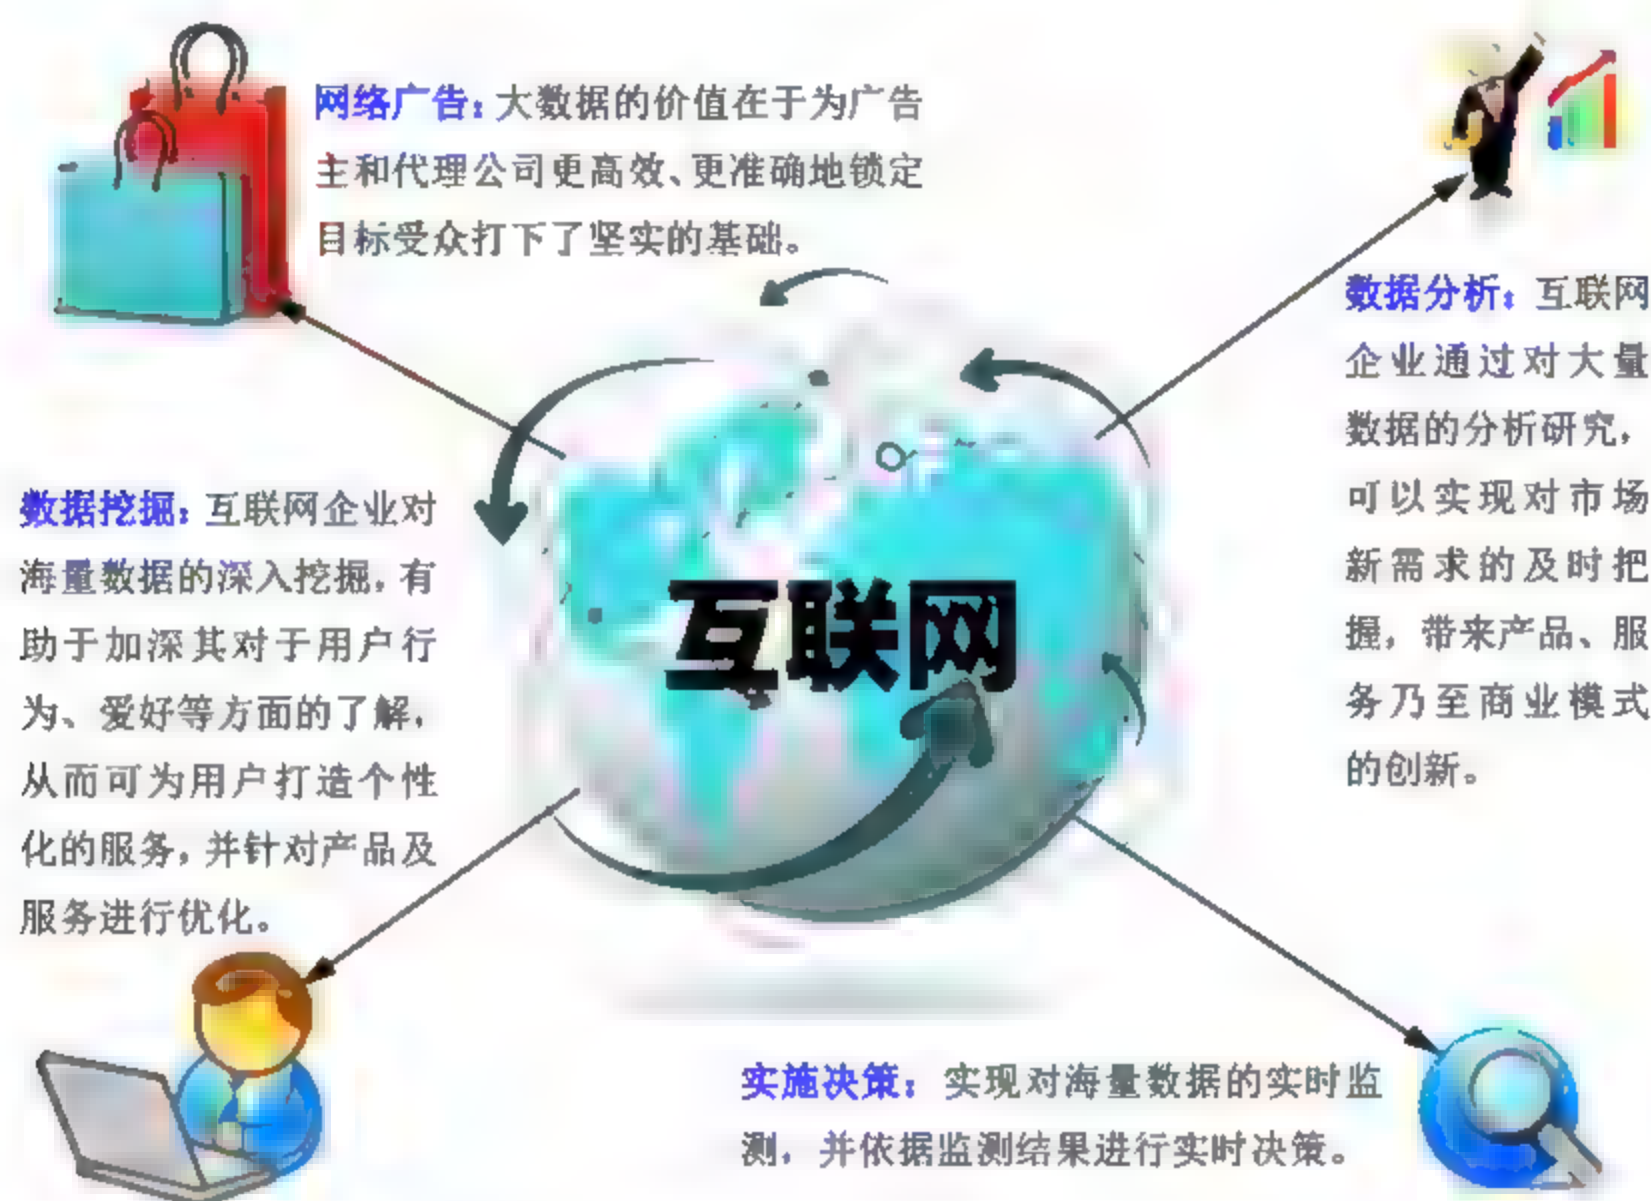 网络广告：大数据的价值在于为广告
主和代理公司更高效、更准确地锁定
目标受众打下了坚实的基础。
数据分析：互联网
企业通过对大量
数据的分析研究，
可以实现对市场
新需求的及时把
握，带来产品、服
务乃至商业模式
的创新。
数据挖掘：互联网企业对
海量数据的深入挖掘，有
助于加深其对于用户行
为、爱好等方面的了解，
从而可为用户打造个性
化的服务，并针对产品及
服务进行优化。
互联网
实施决策：实现对海量数据的实时监
测，并依据监测结果进行实时决策。